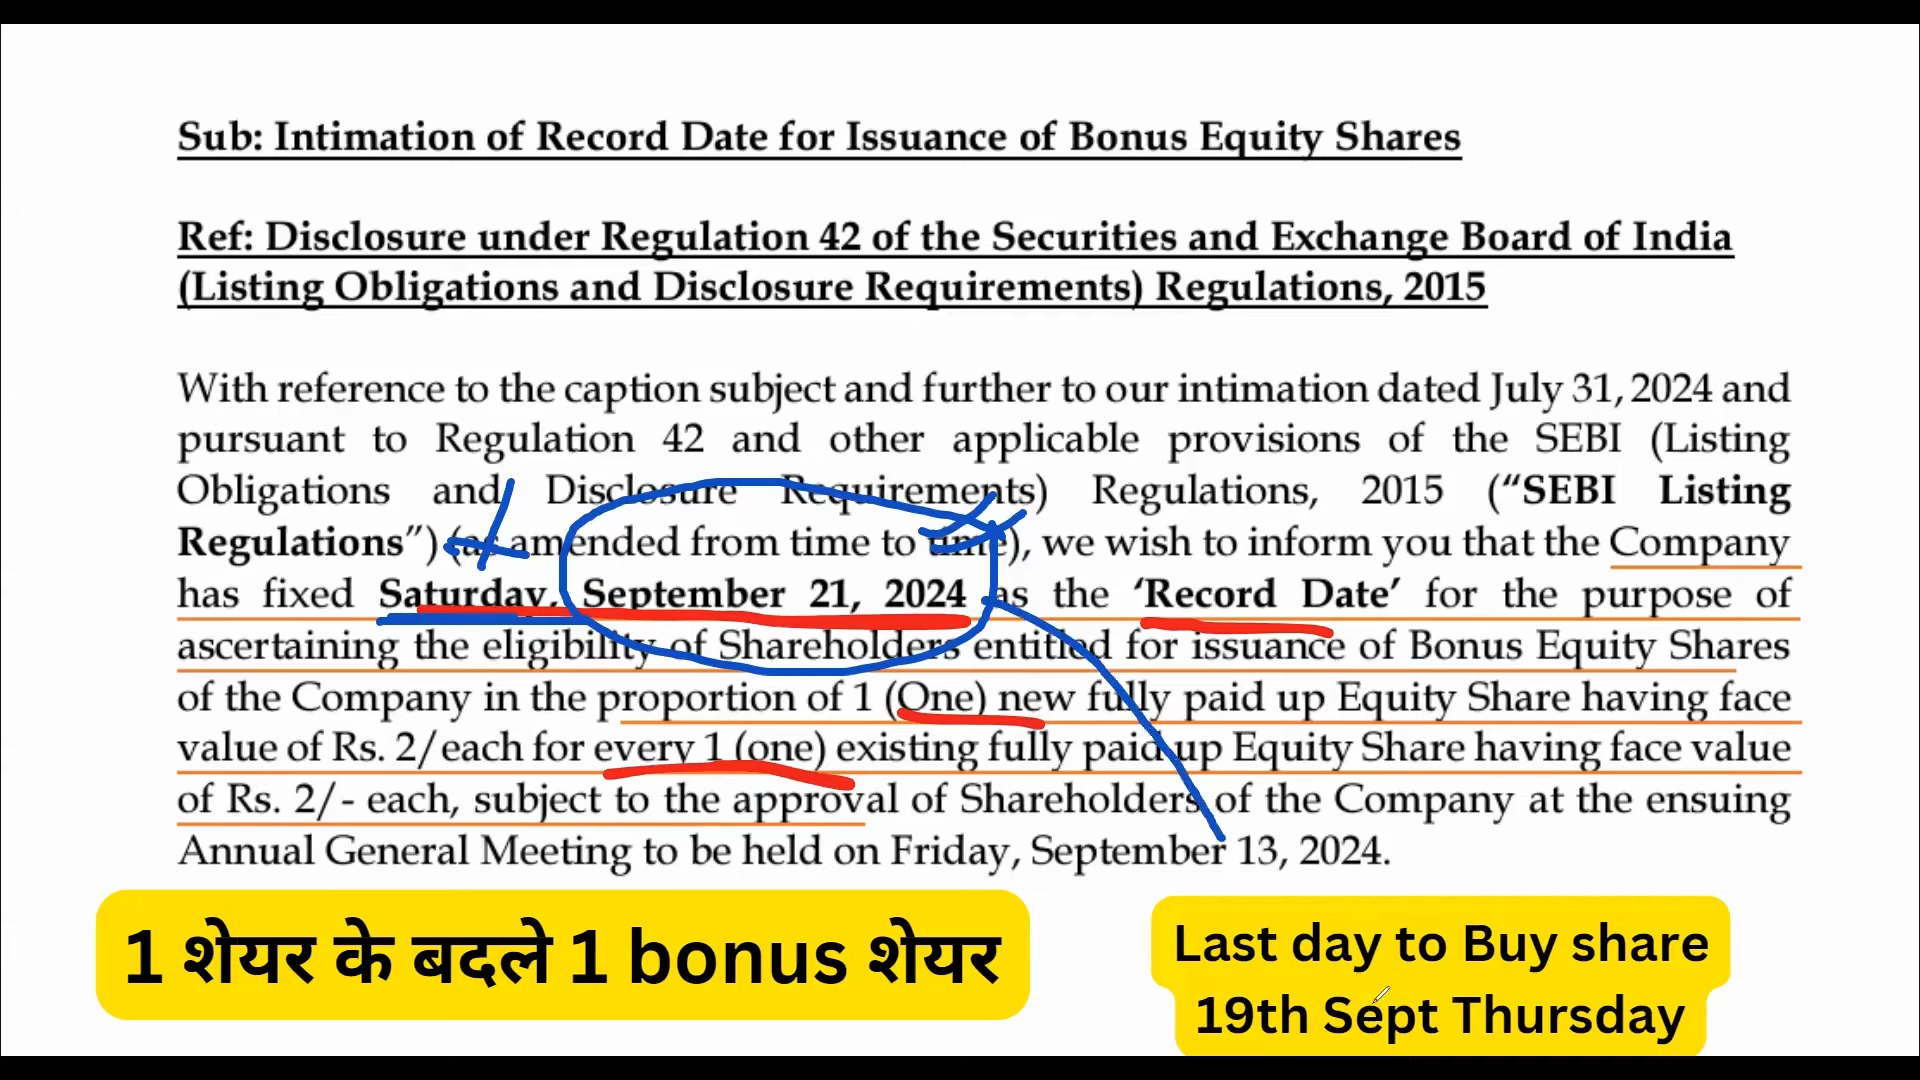 Sub: Intimation of Record Date for Issuance of Bonus Equity Shares
Ref: Disclosure under Regulation 42 of the Securities and Exchange Board of India
(Listing Obligations and Disclosure Requirements) Regulations, 2015
With reference to the caption subject and further to our intimation dated July 31, 2024 and
pursuant to Regulation 42 and other applicable provisions of the SEBI (Listing
Obligations and Disclosure Requirements) Regulations, 2015 (“SEBI Listing
Regulations”) (as amended from time to time), we wish to inform you that the Company
has fixed Saturday, September 21, 2024 as the ‘Record Date’ for the purpose of
ascertaining the eligibility of Shareholders entitled for issuance of Bonus Equity Shares
of the Company in the proportion of 1 (One) new fully paid up Equity Share having face
value of Rs. 2/each for every 1 (one) existing fully paid up Equity Share having face value
of Rs. 2/- each, subject to the approval of Shareholders of the Company at the ensuing
Annual General Meeting to be held on Friday, September 13, 2024.
1 शेयर के बदले 1 bonus शेयर
Last day to Buy share
19th Sept Thursday